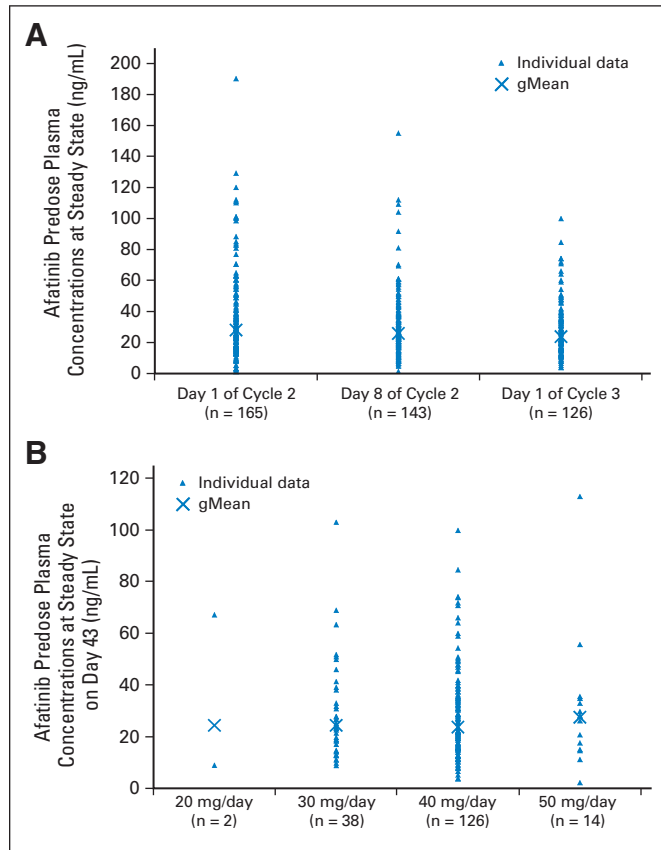 A
Afatinib Predose Plasma
Concentrations at Steady State (ng/mL)
200
180
160
140
120
100
80
60
40
20
0
Individual data
gMean
Day 1 of Cycle 2
(n = 165)
Day 8 of Cycle 2
(n = 143)
Day 1 of Cycle 3
(n = 126)
B
Afatinib Predose Plasma
Concentrations at Steady State
on Day 43 (ng/mL)
120
100
80
60
40
20
0
Individual data
gMean
20 mg/day
(n = 2)
30 mg/day
(n = 38)
40 mg/day
(n = 126)
50 mg/day
(n = 14)